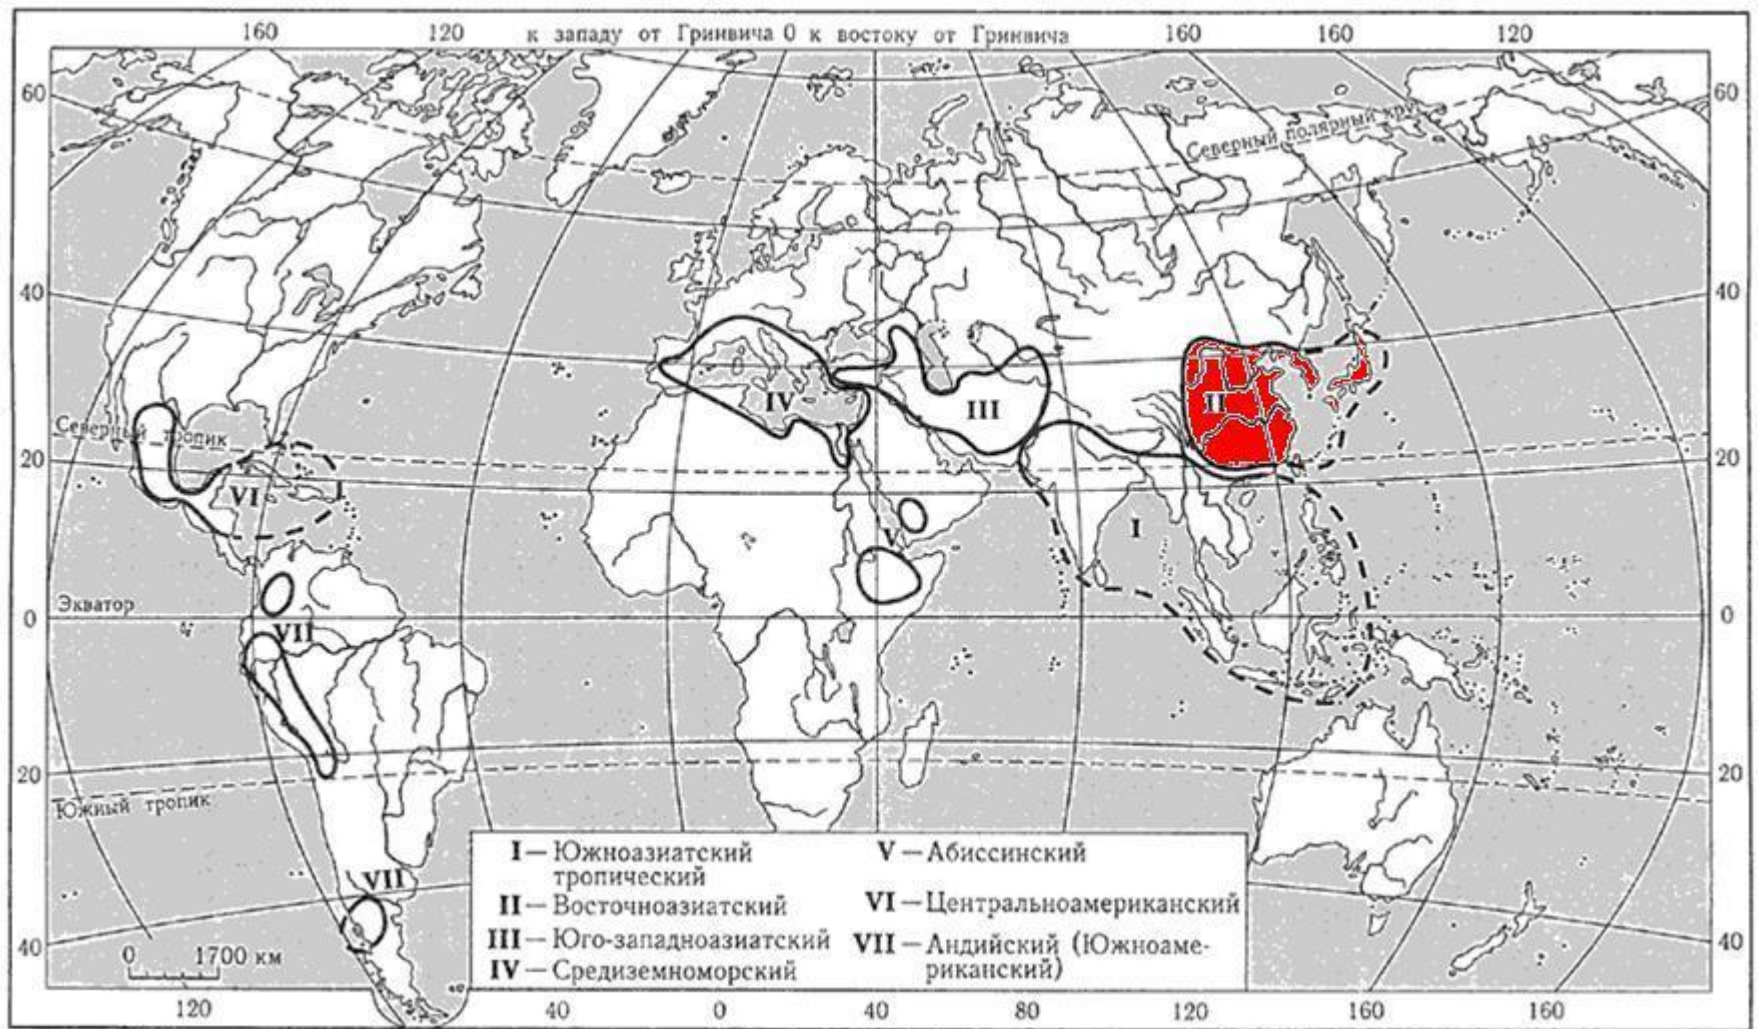 160 120 к западу от Гринвича 0 к востоку от Гринвича 160 160 120
60 60
Северный полярный круг
40 40
II
IV III
Северный тропик
20 20
VI
I
V
Экватор
0 0
VII
20 20
Южный тропик
VII
I — Южноазиатский
тропический
II — Восточноазиатский
III — Юго-западноазиатский
IV — Средиземноморский
V — Абиссинский
VI — Центральноамериканский
VII — Андийский (Южноаме-
риканский)
40 40
0 1700 км
120 40 0 40 80 120 160 160